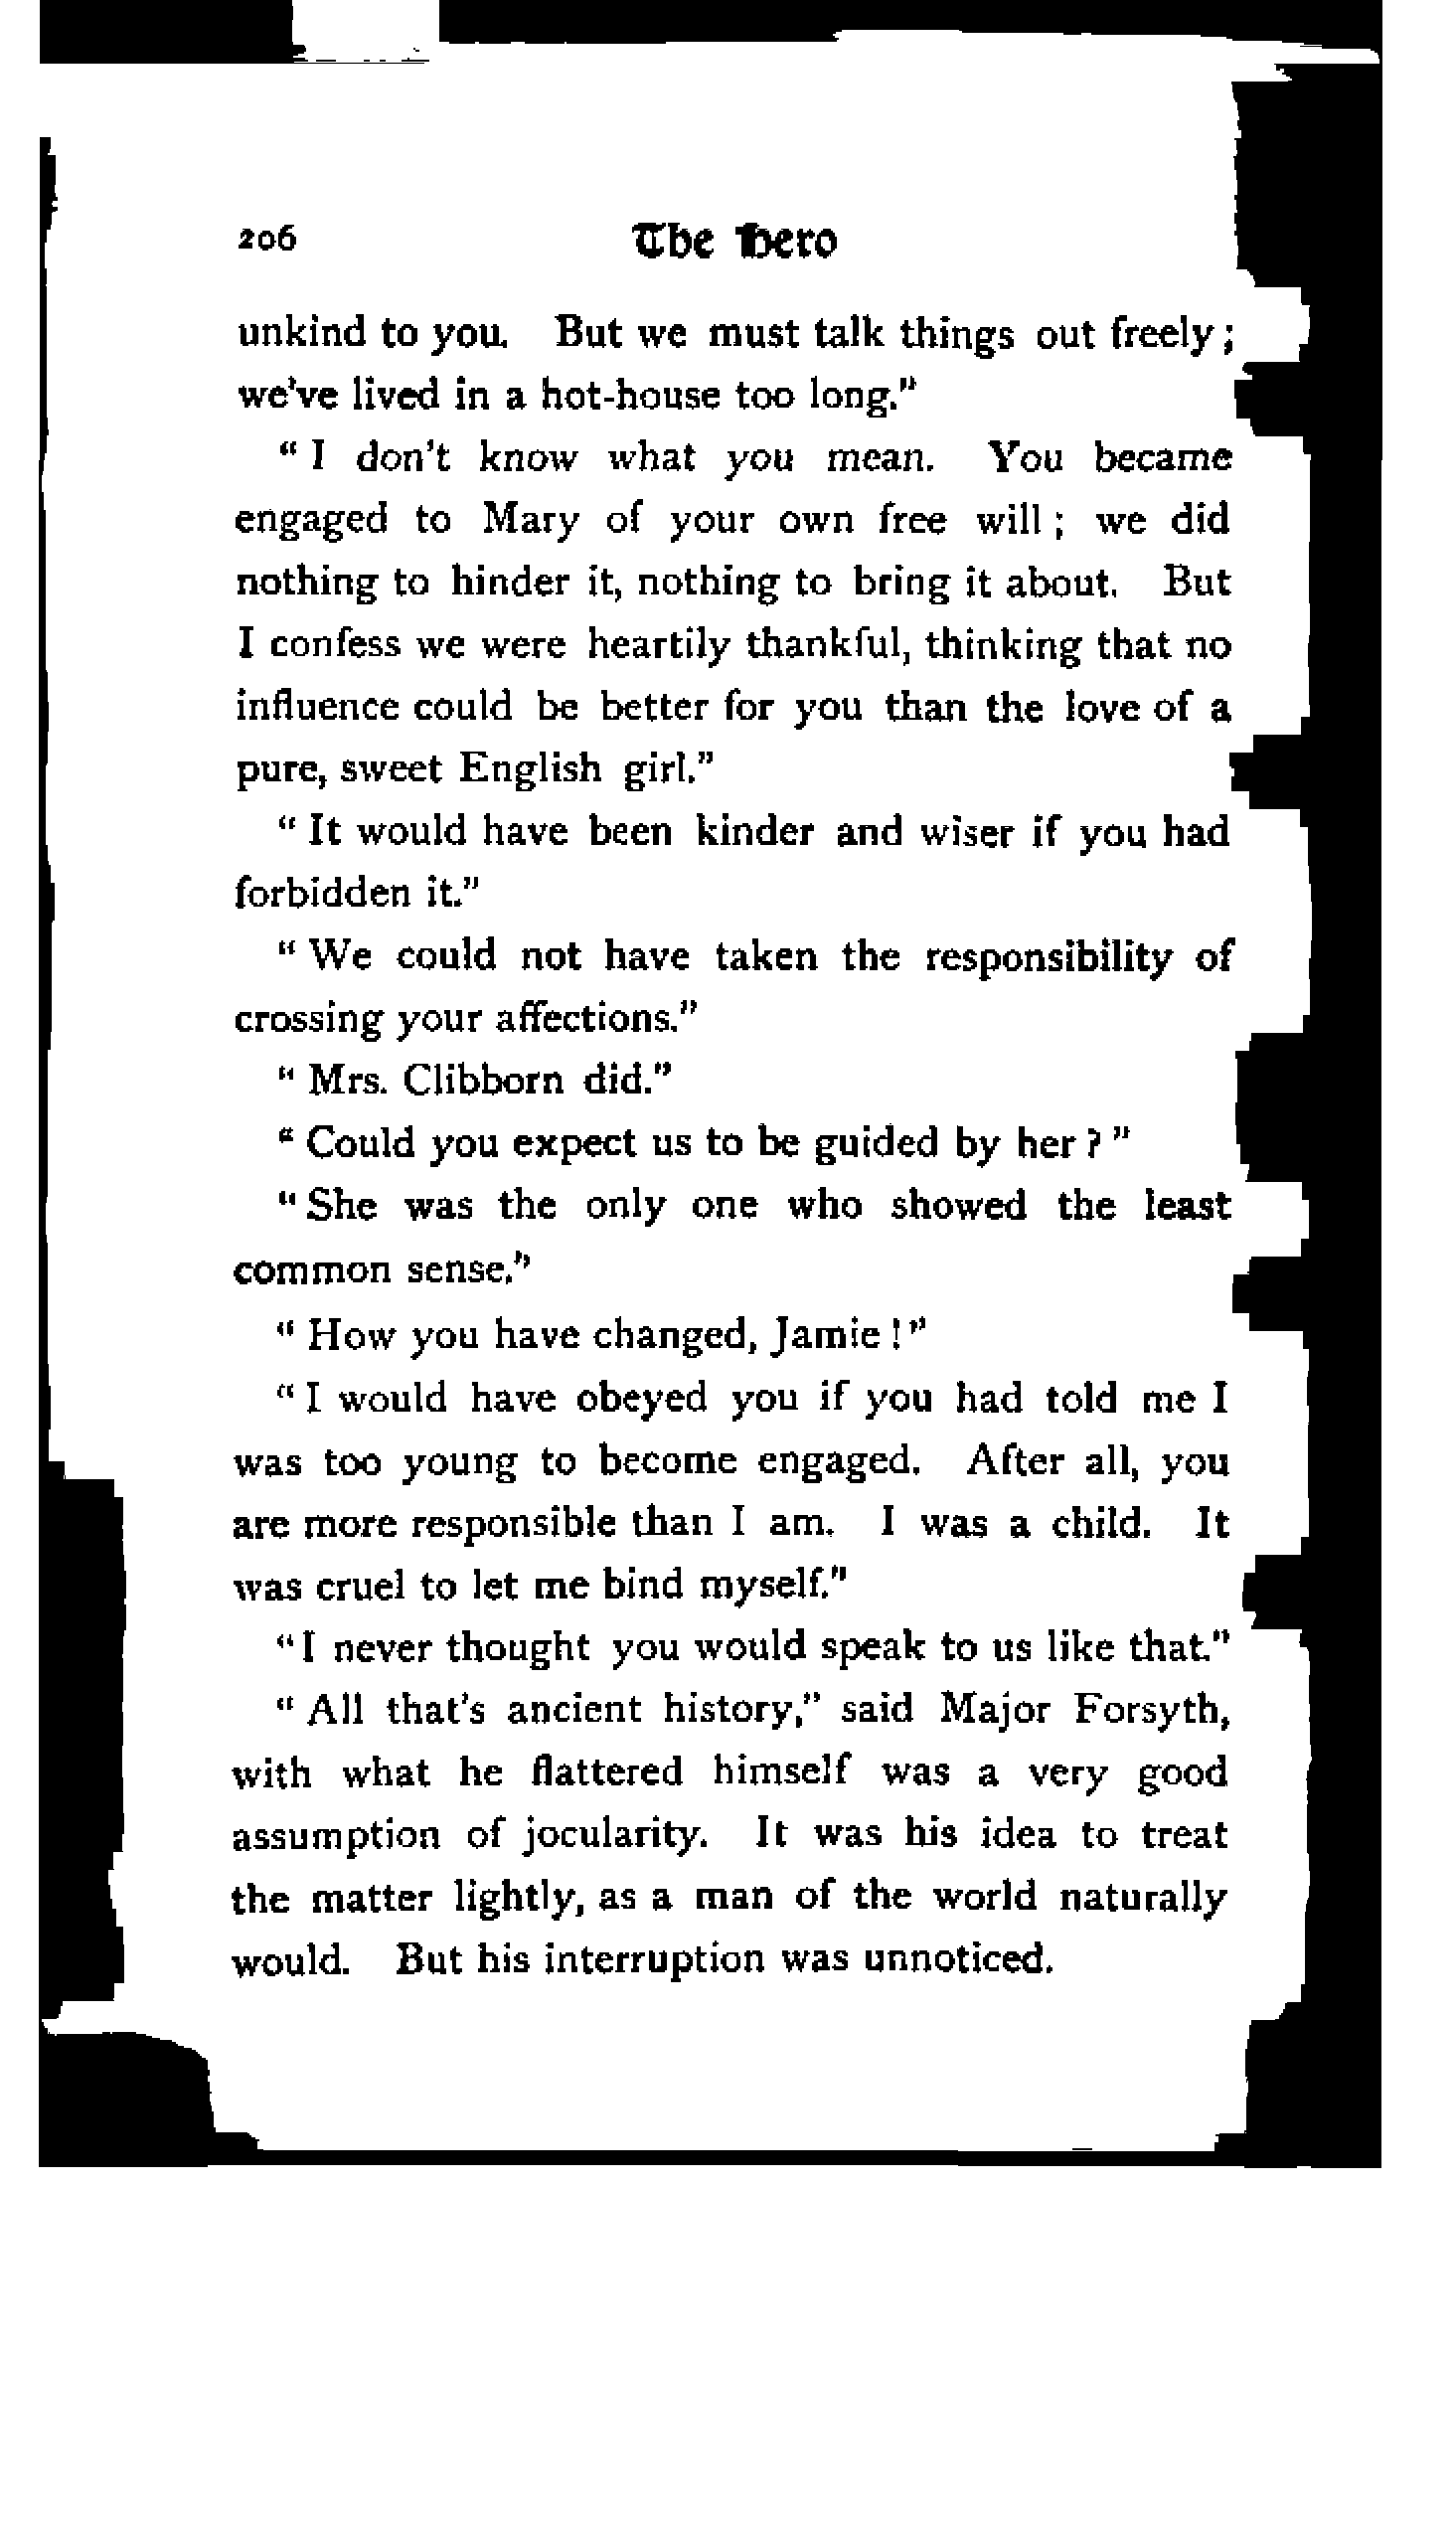 206 The Hero
unkind to you. But we must talk things out freely;
we've lived in a hot-house too long."
"I don't know what you mean. You became
engaged to Mary of your own free will; we did
nothing to hinder it, nothing to bring it about. But
I confess we were heartily thankful, thinking that no
influence could be better for you than the love of a
pure, sweet English girl."
"It would have been kinder and wiser if you had
forbidden it."
"We could not have taken the responsibility of
crossing your affections."
"Mrs. Clibborn did."
"Could you expect us to be guided by her?"
"She was the only one who showed the least
common sense."
"How you have changed, Jamie!"
"I would have obeyed you if you had told me I
was too young to become engaged. After all, you
are more responsible than I am. I was a child. It
was cruel to let me bind myself."
"I never thought you would speak to us like that."
"All that's ancient history," said Major Forsyth,
with what he flattered himself was a very good
assumption of jocularity. It was his idea to treat
the matter lightly, as a man of the world naturally
would. But his interruption was unnoticed.